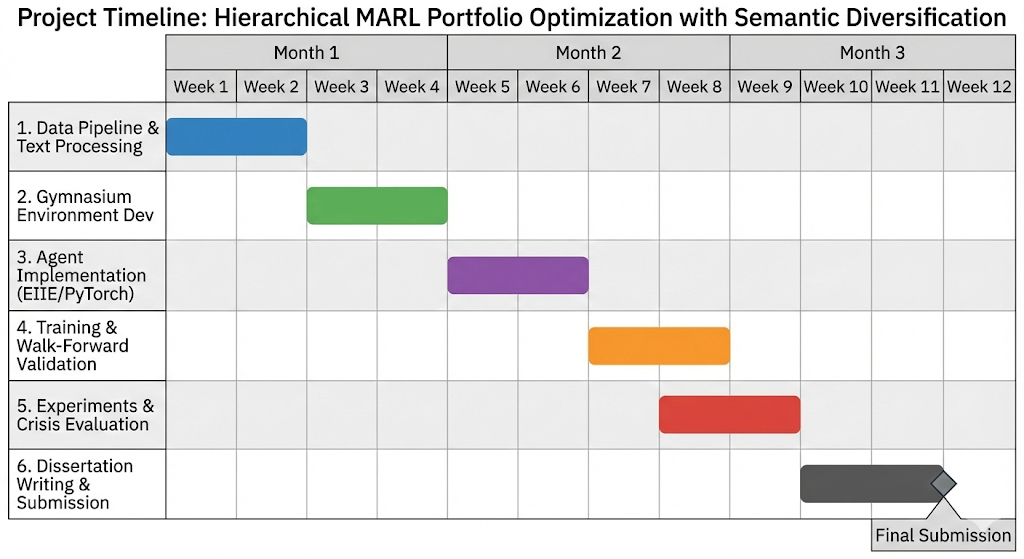 Project Timeline: Hierarchical MARL Portfolio Optimization with Semantic Diversification
Month 1 Month 2 Month 3
Week 1 Week 2 Week 3 Week 4 Week 5 Week 6 Week 7 Week 8 Week 9 Week 10 Week 11 Week 12
1. Data Pipeline &
Text Processing
2. Gymnasium
Environment Dev
3. Agent
Implementation
(EIIE/PyTorch)
4. Training &
Walk-Forward
Validation
5. Experiments &
Crisis Evaluation
6. Dissertation
Writing &
Submission
Final Submission